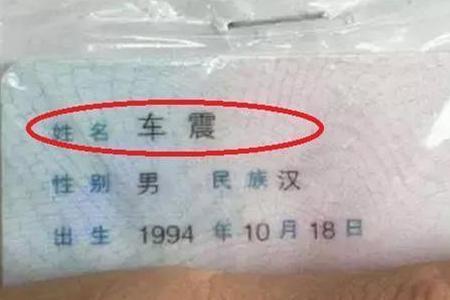 姓名 车震
性别 男 民族 汉
出生 1994 年 10 月 18 日